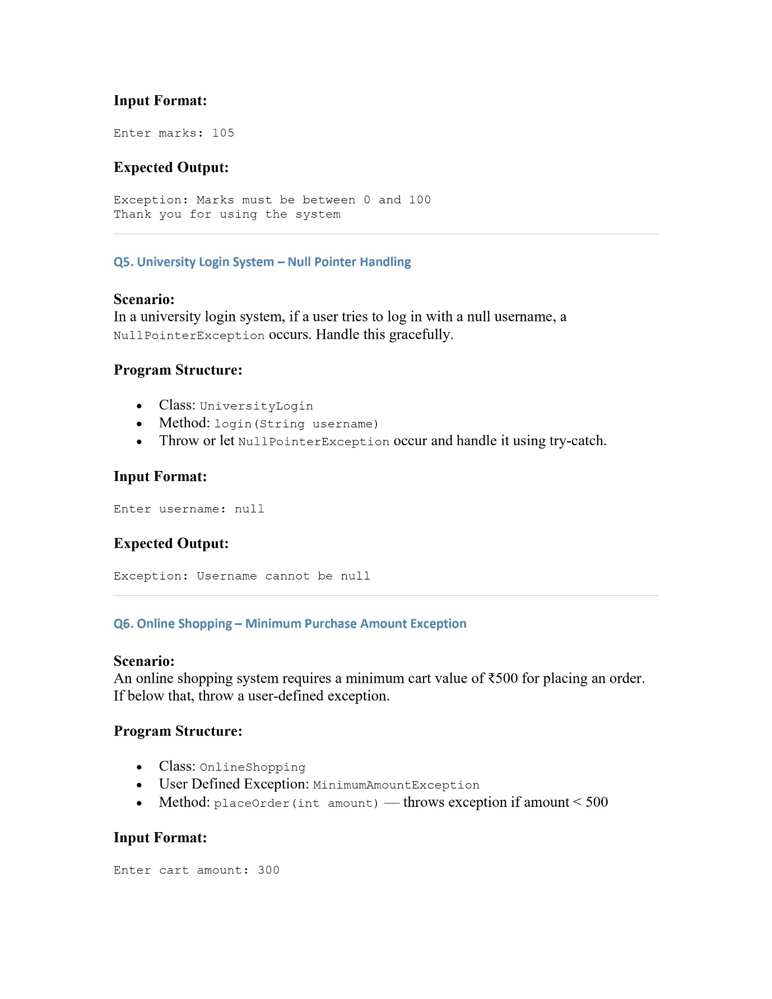 Input Format:
Enter marks: 105
Expected Output:
Exception: Marks must be between 0 and 100
Thank you for using the system
Q5. University Login System – Null Pointer Handling
Scenario:
In a university login system, if a user tries to log in with a null username, a
NullPointerException occurs. Handle this gracefully.
Program Structure:
• Class: UniversityLogin
• Method: login(String username)
• Throw or let NullPointerException occur and handle it using try-catch.
Input Format:
Enter username: null
Expected Output:
Exception: Username cannot be null
Q6. Online Shopping – Minimum Purchase Amount Exception
Scenario:
An online shopping system requires a minimum cart value of ₹500 for placing an order.
If below that, throw a user-defined exception.
Program Structure:
• Class: OnlineShopping
• User Defined Exception: MinimumAmountException
• Method: placeOrder(int amount) — throws exception if amount < 500
Input Format:
Enter cart amount: 300